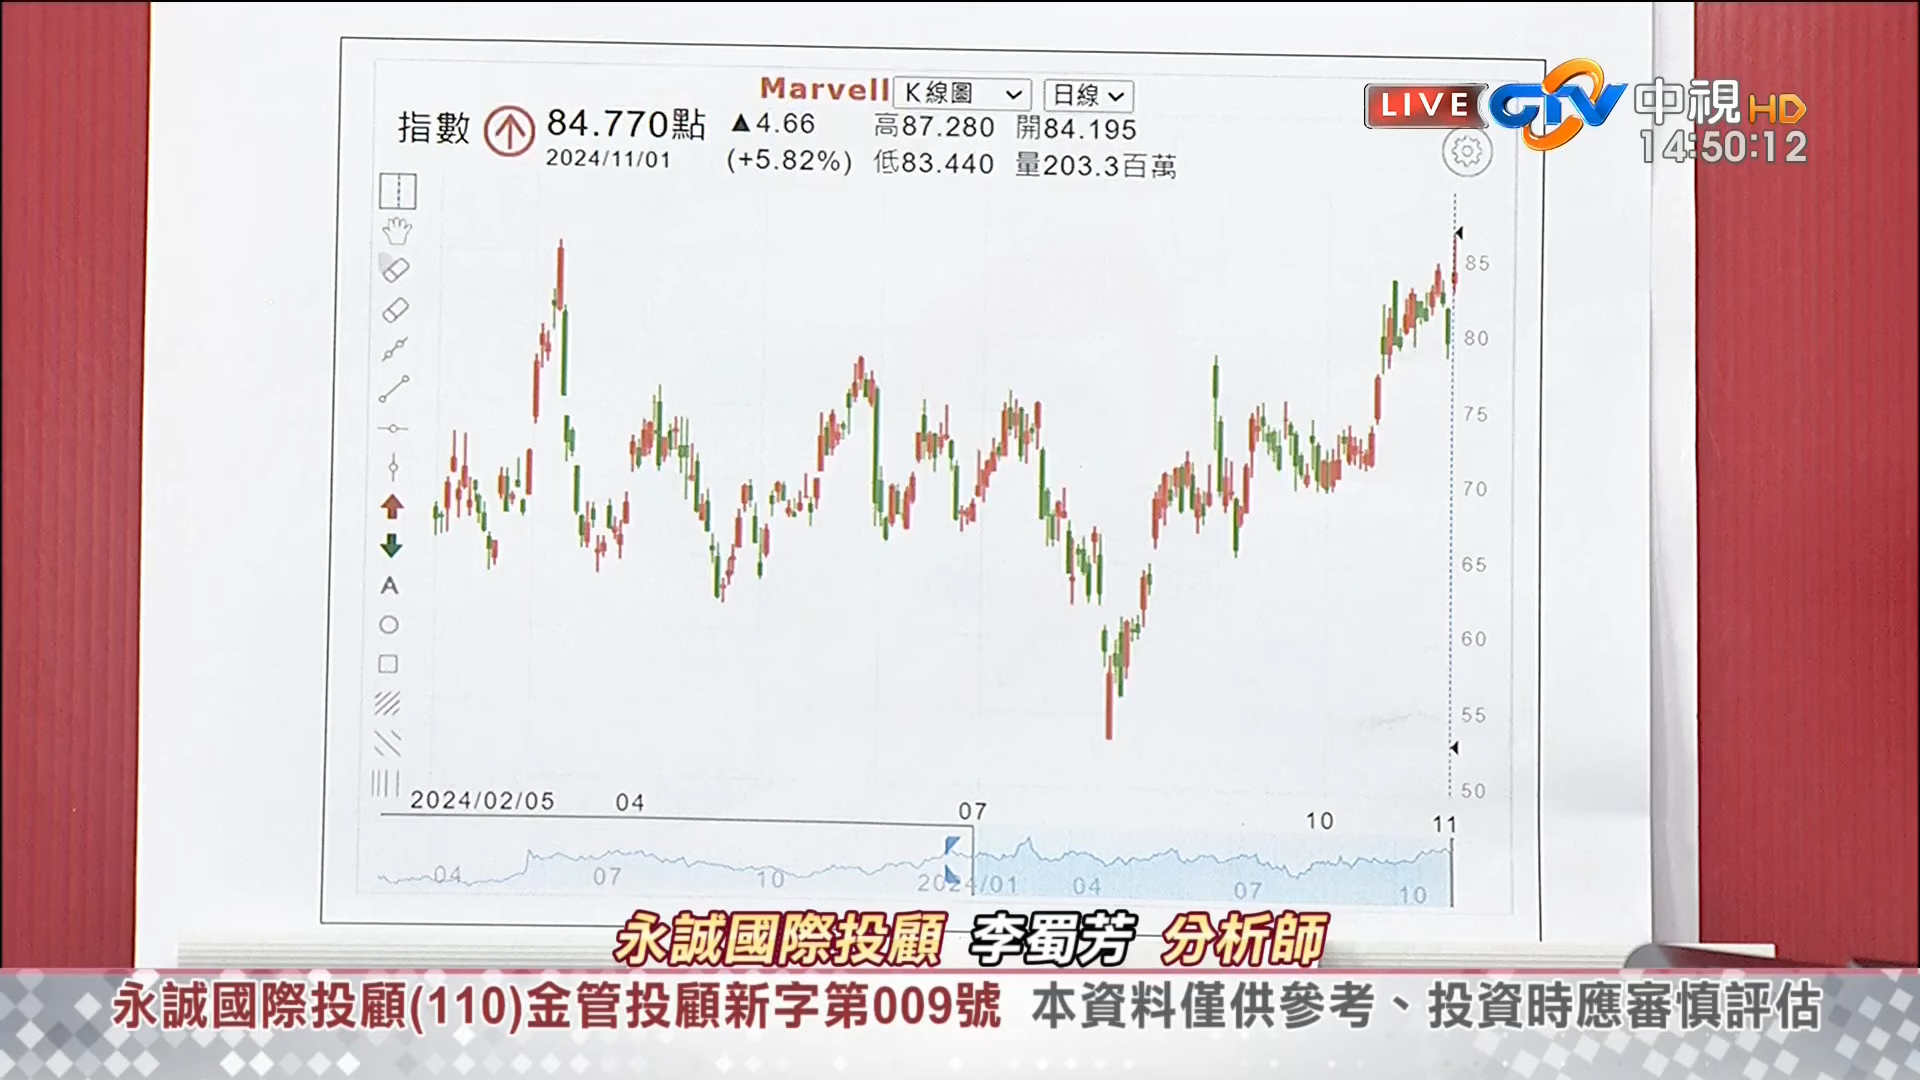 Marvell K線圖 日線
指數 84.770點 ▲4.66 高87.280 開84.195
2024/11/01 (+5.82%) 低83.440 量203.3百萬
LIVE CTV 中視HD
14:50:12
85
80
75
70
65
60
55
50
A
2024/02/05 04 07 10 11
04 07 10 2024/01 04 07 10
永誠國際投顧 李蜀芳 分析師
永誠國際投顧(110)金管投顧新字第009號 本資料僅供參考、投資時應審慎評估